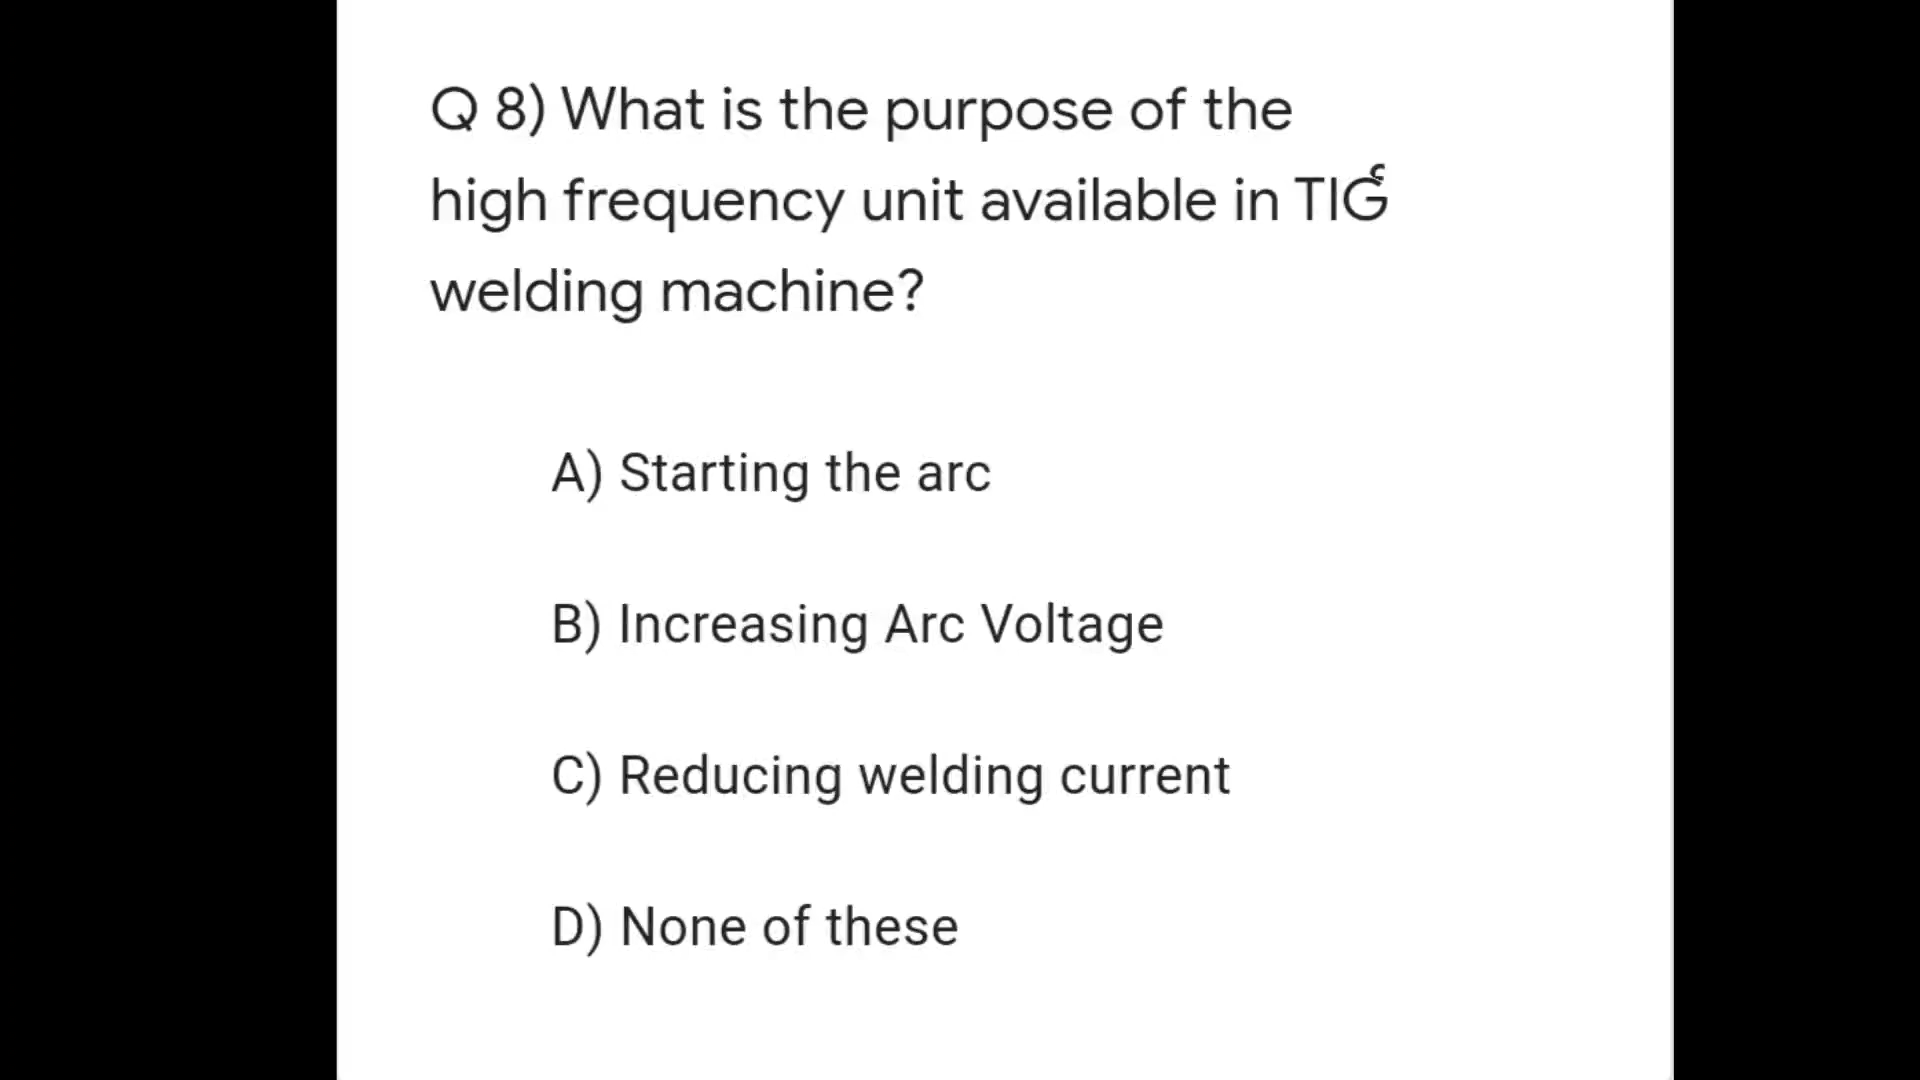 Q 8) What is the purpose of the
high frequency unit available in TIG
welding machine?
A) Starting the arc
B) Increasing Arc Voltage
C) Reducing welding current
D) None of these